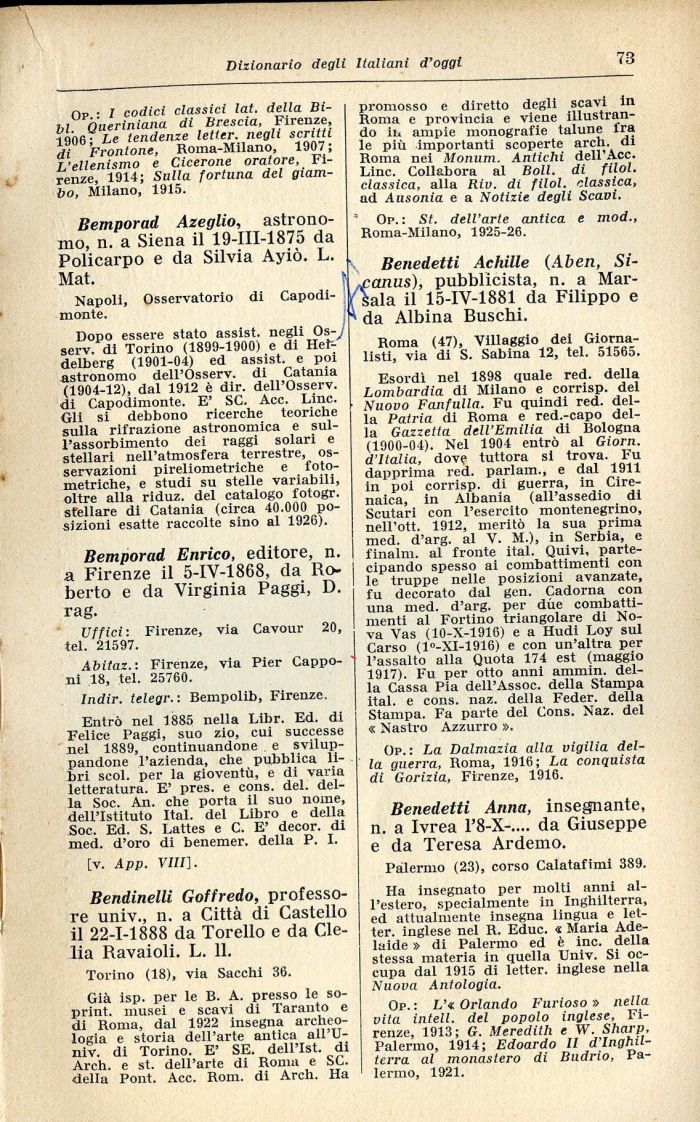 Dizionario degli Italiani d'oggi 73
Op.: I codici classici lat. della Bi-
bl. Queriniana di Brescia, Firenze,
1906; Le tendenze letter. negli scritti
di Frontone, Roma-Milano, 1907;
L'ellenismo e Cicerone oratore, Fi-
renze, 1914; Sulla fortuna del giam-
bo, Milano, 1915.
Bemporad Azeglio, astrono-
mo, n. a Siena il 19-III-1875 da
Policarpo e da Silvia Ayiò. L.
Mat.
Napoli, Osservatorio di Capodi-
monte.
Dopo essere stato assist. negli Os-
serv. di Torino (1899-1900) e di Hei-
delberg (1901-04) ed assist. e poi
astronomo dell'Osserv. di Catania
(1904-12), dal 1912 è dir. dell'Osserv.
di Capodimonte. E' SC. Acc. Linc.
Gli si debbono ricerche teoriche
sulla rifrazione astronomica e sul-
l'assorbimento dei raggi solari e
stellari nell'atmosfera terrestre, os-
servazioni pireliometriche e foto-
metriche, e studi su stelle variabili,
oltre alla riduz. del catalogo fotogr.
stellare di Catania (circa 40.000 po-
sizioni esatte raccolte sino al 1926).
Bemporad Enrico, editore, n.
a Firenze il 5-IV-1868, da Ro-
berto e da Virginia Paggi, D.
rag.
Uffici: Firenze, via Cavour 20,
tel. 21597.
Abitaz.: Firenze, via Pier Cappo-
ni 18, tel. 25760.
Indir. telegr.: Bempolib, Firenze.
Entrò nel 1885 nella Libr. Ed. di
Felice Paggi, suo zio, cui successe
nel 1889, continuandone e svilup-
pandone l'azienda, che pubblica li-
bri scol. per la gioventù, e di varia
letteratura. E' pres. e cons. del. del-
la Soc. An. che porta il suo nome,
dell'Istituto Ital. del Libro e della
Soc. Ed. S. Lattes e C. E' decor. di
med. d'oro di benemer. della P. I.
[v. App. VIII].
Bendinelli Goffredo, professo-
re univ., n. a Città di Castello
il 22-I-1888 da Torello e da Cle-
lia Ravaioli. L. ll.
Torino (18), via Sacchi 36.
Già isp. per le B. A. presso le so-
print. musei e scavi di Taranto e
di Roma, dal 1922 insegna archeo-
logia e storia dell'arte antica all'U-
niv. di Torino. E' SE. dell'Ist. di
Arch. e st. dell'arte di Roma e SC.
della Pont. Acc. Rom. di Arch. Ha
promosso e diretto degli scavi in
Roma e provincia e viene illustran-
do in ampie monografie talune fra
le più importanti scoperte arch. di
Roma nei Monum. Antichi dell'Acc.
Linc. Collabora al Boll. di filol.
classica, alla Riv. di filol. classica,
ad Ausonia e a Notizie degli Scavi.
Op.: St. dell'arte antica e mod.,
Roma-Milano, 1925-26.
Benedetti Achille (Aben, Si-
canus), pubblicista, n. a Mar-
sala il 15-IV-1881 da Filippo e
da Albina Buschi.
Roma (47), Villaggio dei Giorna-
listi, via di S. Sabina 12, tel. 51565.
Esordì nel 1898 quale red. della
Lombardia di Milano e corrisp. del
Nuovo Fanfulla. Fu quindi red. del-
la Patria di Roma e red.-capo del-
la Gazzetta dell'Emilia di Bologna
(1900-04). Nel 1904 entrò al Giorn.
d'Italia, dove tuttora si trova. Fu
dapprima red. parlam., e dal 1911
in poi corrisp. di guerra, in Cire-
naica, in Albania (all'assedio di
Scutari con l'esercito montenegrino,
nell'ott. 1912, meritò la sua prima
med. d'arg. al V. M.), in Serbia, e
finalm. al fronte ital. Quivi, parte-
cipando spesso ai combattimenti con
le truppe nelle posizioni avanzate,
fu decorato dal gen. Cadorna con
una med. d'arg. per due combatti-
menti al Fortino triangolare di No-
va Vas (10-X-1916) e a Hudi Loy sul
Carso (1º-XI-1916) e con un'altra per
l'assalto alla Quota 174 est (maggio
1917). Fu per otto anni ammin. del-
la Cassa Pia dell'Assoc. della Stampa
ital. e cons. naz. della Feder. della
Stampa. Fa parte del Cons. Naz. del
« Nastro Azzurro ».
Op.: La Dalmazia alla vigilia del-
la guerra, Roma, 1916; La conquista
di Gorizia, Firenze, 1916.
Benedetti Anna, insegnante,
n. a Ivrea l'8-X-.... da Giuseppe
e da Teresa Ardemo.
Palermo (23), corso Calatafimi 389.
Ha insegnato per molti anni al-
l'estero, specialmente in Inghilterra,
ed attualmente insegna lingua e let-
ter. inglese nel R. Educ. « Maria Ade-
laide » di Palermo ed è inc. della
stessa materia in quella Univ. Si oc-
cupa dal 1915 di letter. inglese nella
Nuova Antologia.
Op.: L'« Orlando Furioso » nella
vita intell. del popolo inglese, Fi-
renze, 1913; G. Meredith e W. Sharp,
Palermo, 1914; Edoardo II d'Inghil-
terra al monastero di Budrio, Pa-
lermo, 1921.